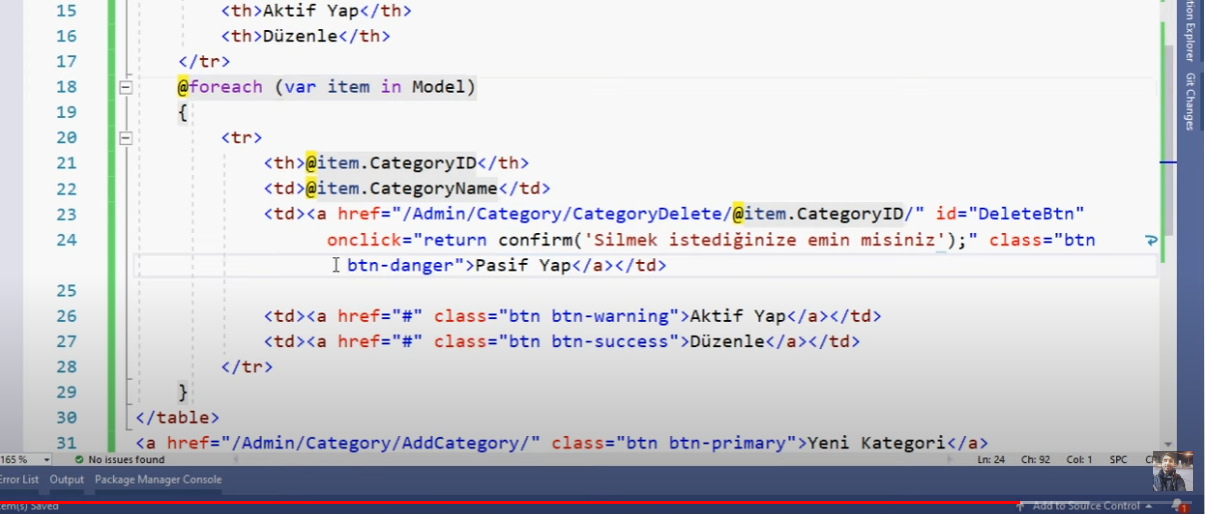 15 <th>Aktif Yap</th>
16 <th>Düzenle</th>
17 </tr>
18 @foreach (var item in Model)
19 {
20 <tr>
21 <th>@item.CategoryID</th>
22 <td>@item.CategoryName</td>
23 <td><a href="/Admin/Category/CategoryDelete/@item.CategoryID/" id="DeleteBtn"
24 onclick="return confirm('Silmek istediğinize emin misiniz');" class="btn
btn-danger">Pasif Yap</a></td>
25
26 <td><a href="#" class="btn btn-warning">Aktif Yap</a></td>
27 <td><a href="#" class="btn btn-success">Düzenle</a></td>
28 </tr>
29 }
30 </table>
31 <a href="/Admin/Category/AddCategory/" class="btn btn-primary">Yeni Kategori</a>
165 % No issues found Ln: 24 Ch: 92 Col: 1 SPC
Error List Output Package Manager Console
Saved Add to Source Control 1
Explorer
Git Changes